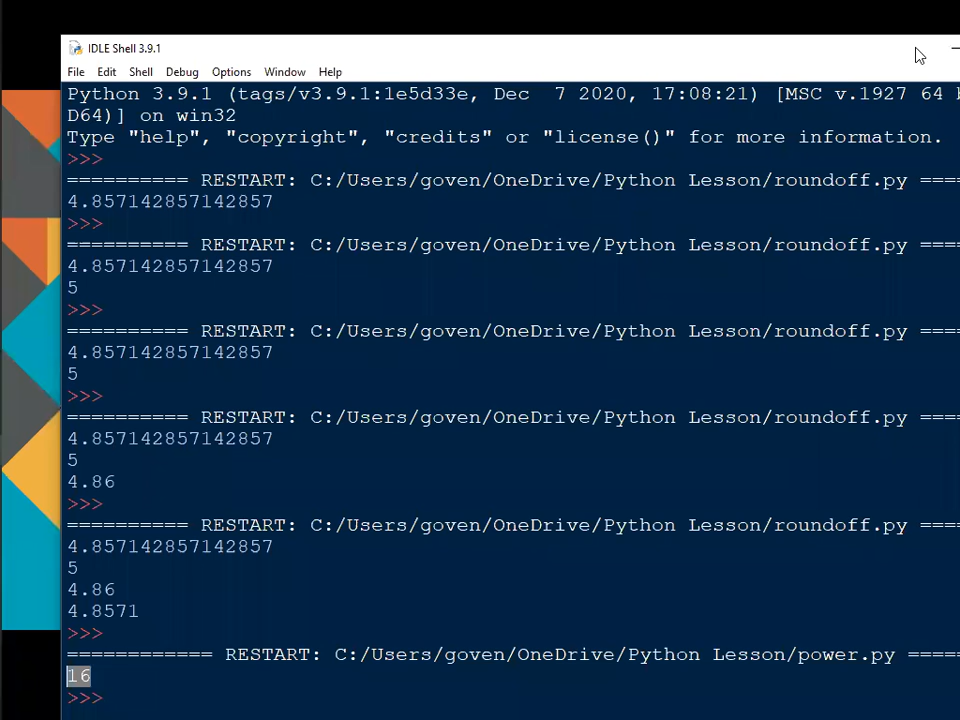 IDLE Shell 3.9.1
File Edit Shell Debug Options Window Help
Python 3.9.1 (tags/v3.9.1:1e5d33e, Dec  7 2020, 17:08:21) [MSC v.1927 64 b
D64)] on win32
Type "help", "copyright", "credits" or "license()" for more information.
>>>
========== RESTART: C:/Users/goven/OneDrive/Python Lesson/roundoff.py ====
4.857142857142857
>>>
========== RESTART: C:/Users/goven/OneDrive/Python Lesson/roundoff.py ====
4.857142857142857
5
>>>
========== RESTART: C:/Users/goven/OneDrive/Python Lesson/roundoff.py ====
4.857142857142857
5
>>>
========== RESTART: C:/Users/goven/OneDrive/Python Lesson/roundoff.py ====
4.857142857142857
5
4.86
>>>
========== RESTART: C:/Users/goven/OneDrive/Python Lesson/roundoff.py ====
4.857142857142857
5
4.86
4.8571
>>>
============ RESTART: C:/Users/goven/OneDrive/Python Lesson/power.py =====
16
>>>